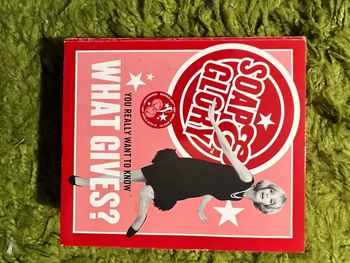 SOAP &
GLORY
WHAT GIVES?
YOU REALLY WANT TO KNOW